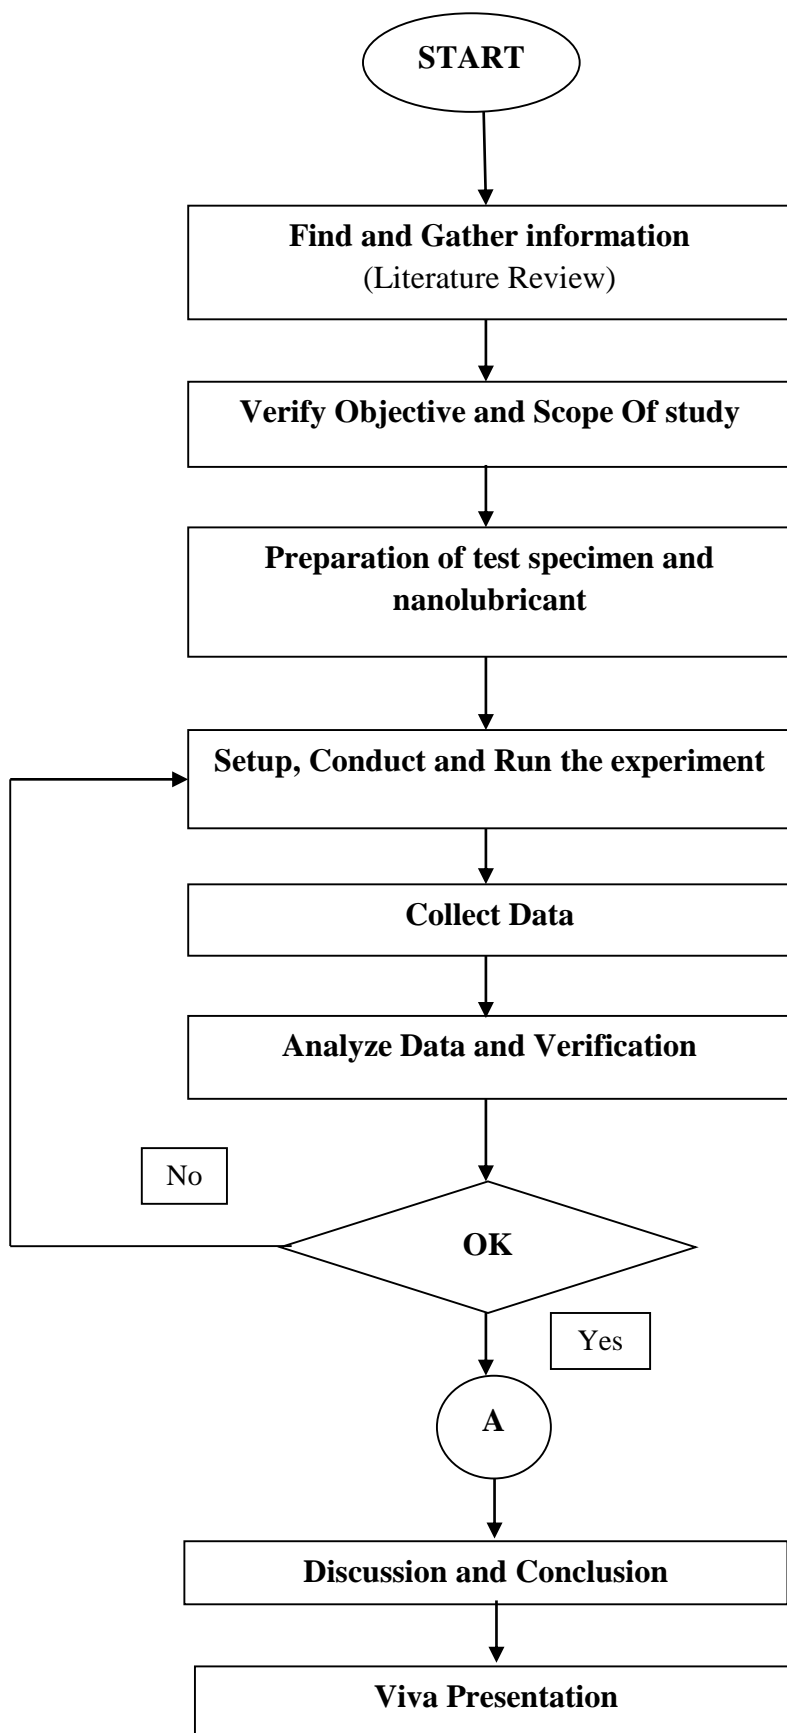 START
Find and Gather information
(Literature Review)
Verify Objective and Scope Of study
Preparation of test specimen and
nanolubricant
Setup, Conduct and Run the experiment
Collect Data
Analyze Data and Verification
No
OK
Yes
A
Discussion and Conclusion
Viva Presentation